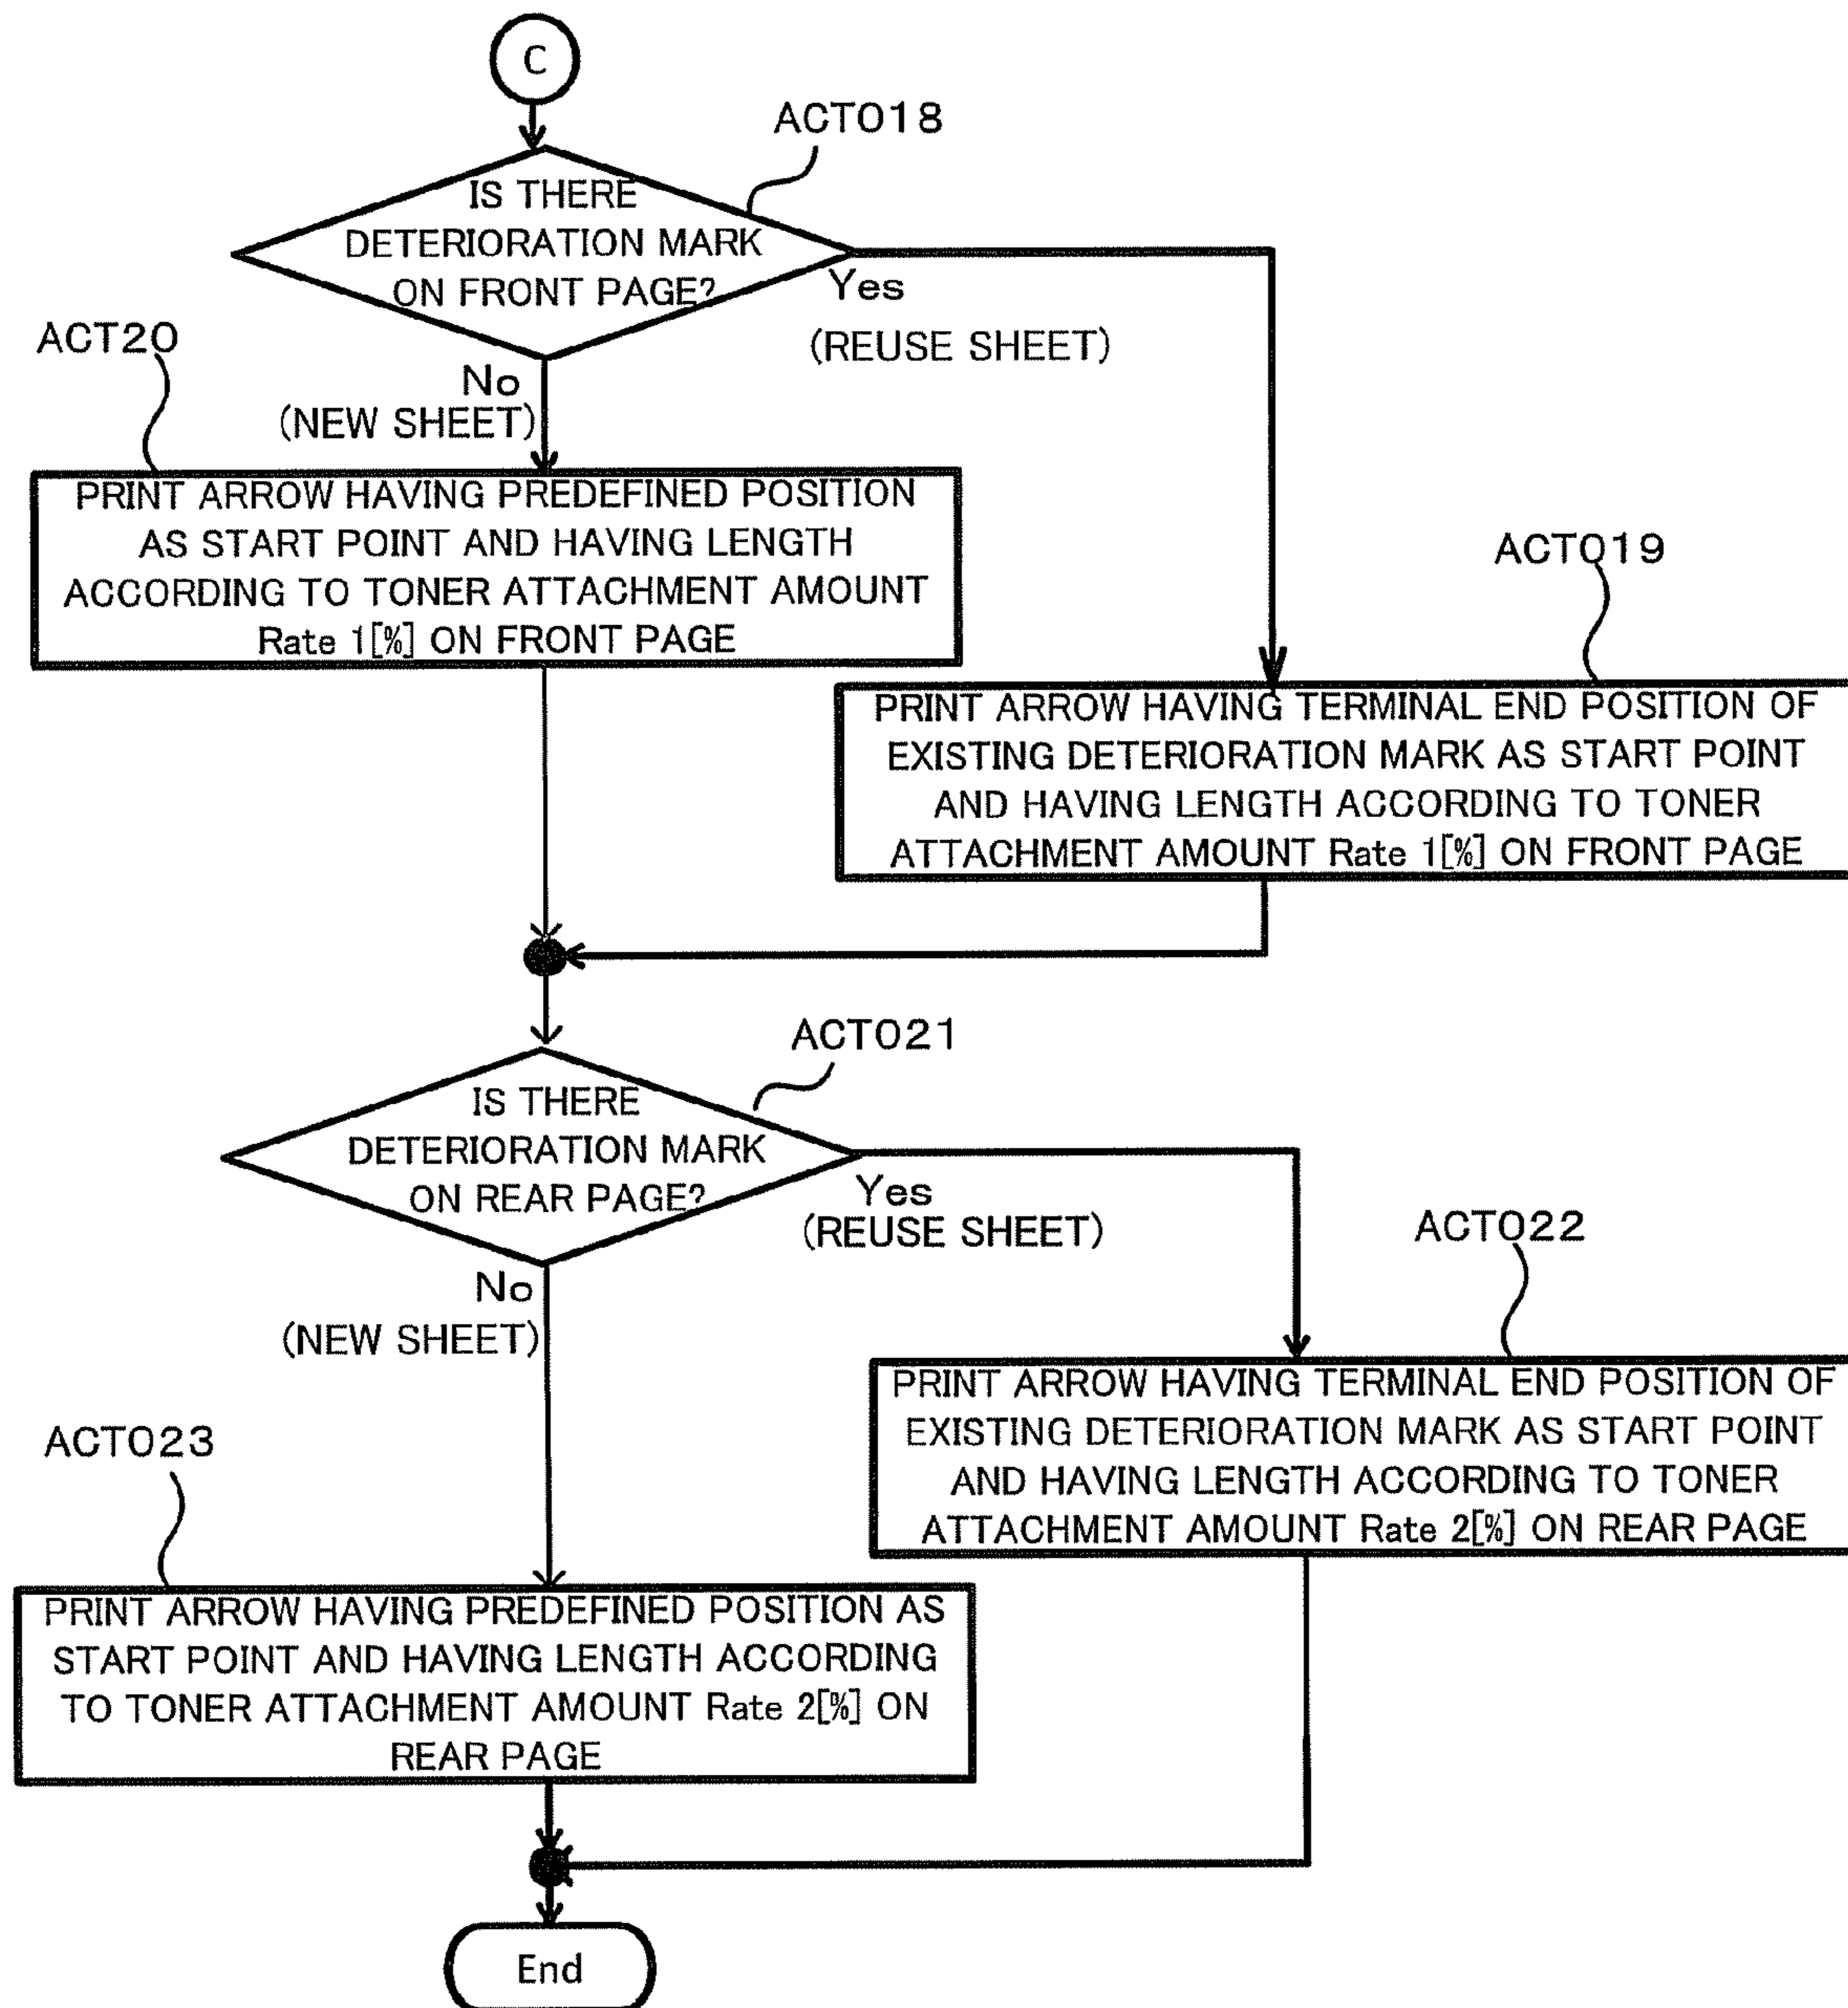 C
ACT018
IS THERE
DETERIORATION MARK
ON FRONT PAGE?
Yes
(REUSE SHEET)
No
(NEW SHEET)
ACT20
PRINT ARROW HAVING PREDEFINED POSITION
AS START POINT AND HAVING LENGTH
ACCORDING TO TONER ATTACHMENT AMOUNT
Rate 1[%] ON FRONT PAGE
ACT019
PRINT ARROW HAVING TERMINAL END POSITION OF
EXISTING DETERIORATION MARK AS START POINT
AND HAVING LENGTH ACCORDING TO TONER
ATTACHMENT AMOUNT Rate 1[%] ON FRONT PAGE
ACT021
IS THERE
DETERIORATION MARK
ON REAR PAGE?
Yes
(REUSE SHEET)
No
(NEW SHEET)
ACT022
PRINT ARROW HAVING TERMINAL END POSITION OF
EXISTING DETERIORATION MARK AS START POINT
AND HAVING LENGTH ACCORDING TO TONER
ATTACHMENT AMOUNT Rate 2[%] ON REAR PAGE
ACT023
PRINT ARROW HAVING PREDEFINED POSITION AS
START POINT AND HAVING LENGTH ACCORDING
TO TONER ATTACHMENT AMOUNT Rate 2[%] ON
REAR PAGE
End